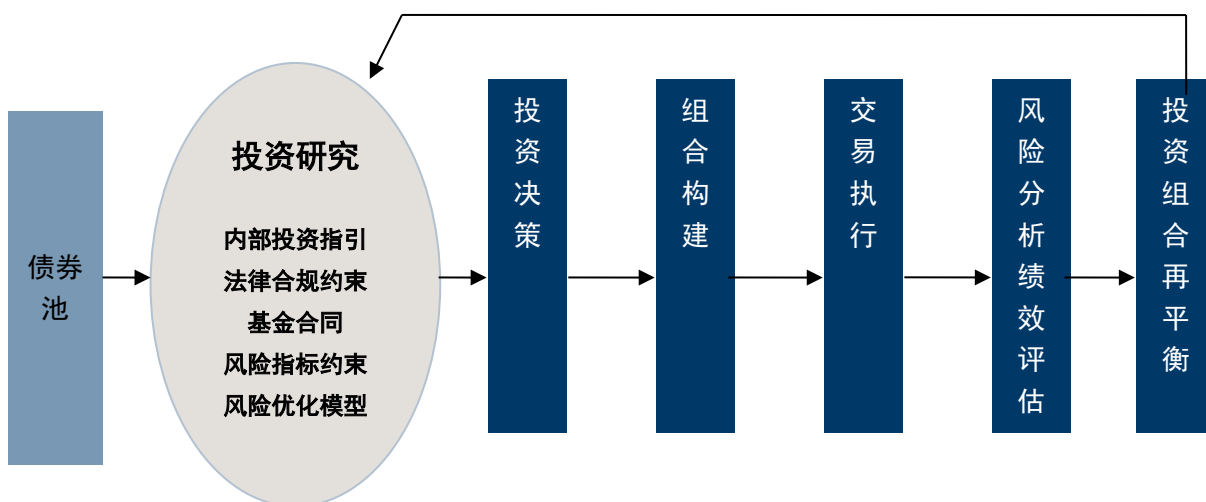 债券
池
投资研究
内部投资指引
法律合规约束
基金合同
风险指标约束
风险优化模型
投资决策
组合构建
交易执行
风险分析绩效评估
投资组合再平衡